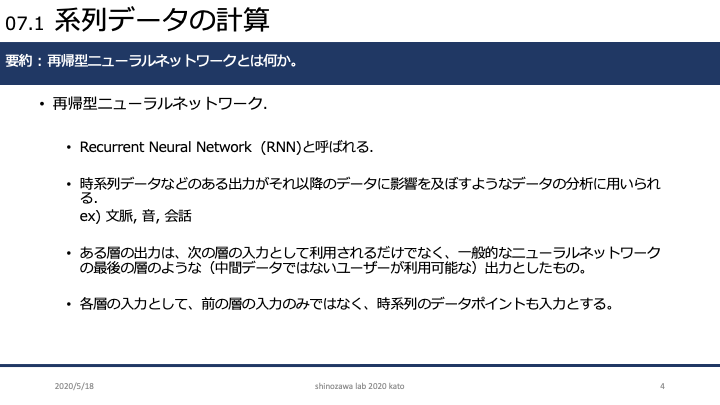 07.1 系列データの計算
要約 : 再帰型ニューラルネットワークとは何か。
• 再帰型ニューラルネットワーク.
• Recurrent Neural Network (RNN)と呼ばれる.
• 時系列データなどのある出力がそれ以降のデータに影響を及ぼすようなデータの分析に用いられ
る.
ex) 文脈, 音, 会話
• ある層の出力は、次の層の入力として利用されるだけでなく、一般的なニューラルネットワーク
の最後の層のような（中間データではないユーザーが利用可能な）出力としたもの。
• 各層の入力として、前の層の入力のみではなく、時系列のデータポイントも入力とする。
2020/5/18
shinozawa lab 2020 kato
4